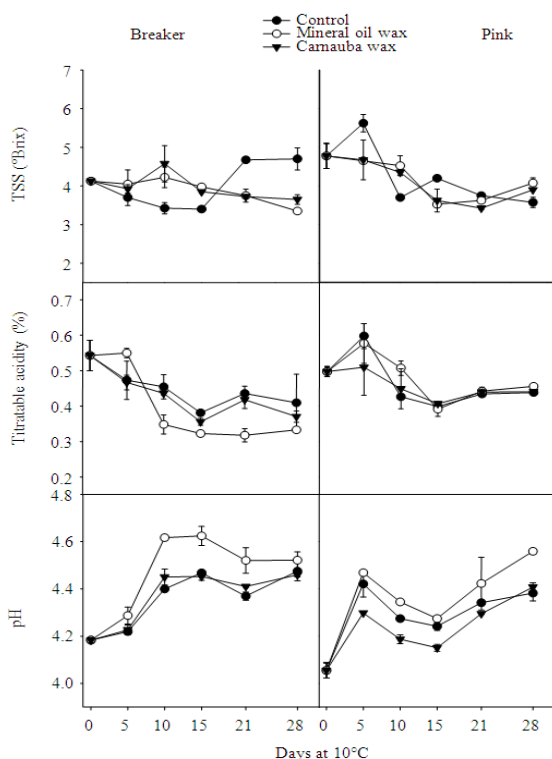 Control
Breaker
Mineral oil wax
Pink
Carnauba wax
7
6
5
4
3
2
TSS (°Brix)
0.7
0.6
0.5
0.4
0.3
0.2
Titratable acidity (%)
4.8
4.6
4.4
4.2
4.0
pH
0 5 10 15 21 28 0 5 10 15 21 28
Days at 10°C